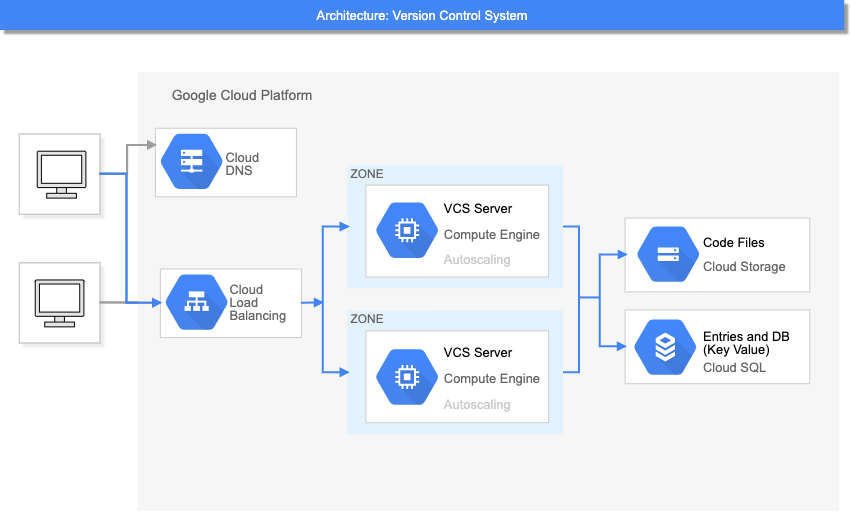 Architecture: Version Control System
Google Cloud Platform
Cloud
DNS
Cloud
Load
Balancing
ZONE
VCS Server
Compute Engine
Autoscaling
ZONE
VCS Server
Compute Engine
Autoscaling
Code Files
Cloud Storage
Entries and DB
(Key Value)
Cloud SQL